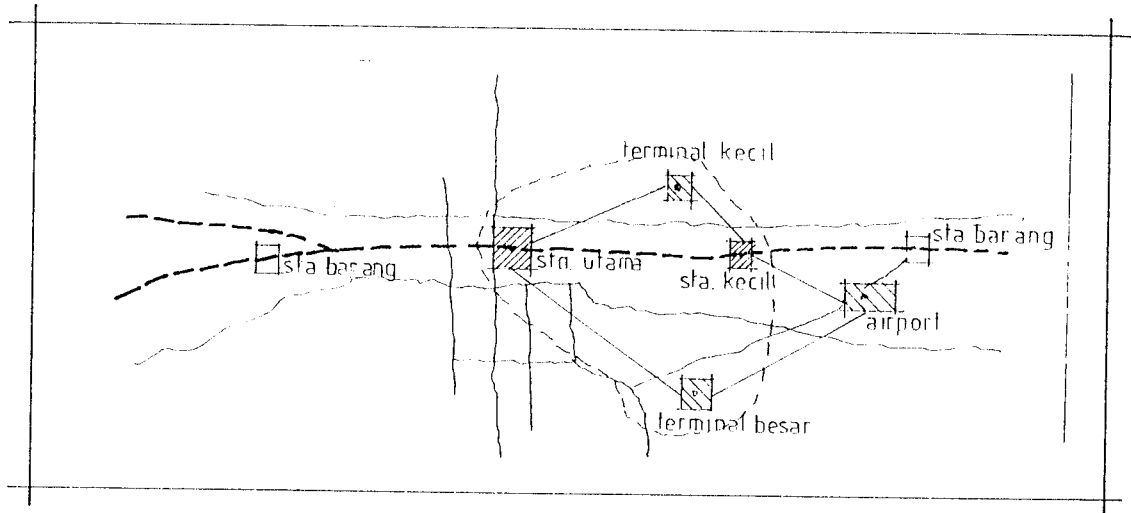 terminal kecil
sta barang
sta barang
sta. utama
sta. kecil
airport
terminal besar